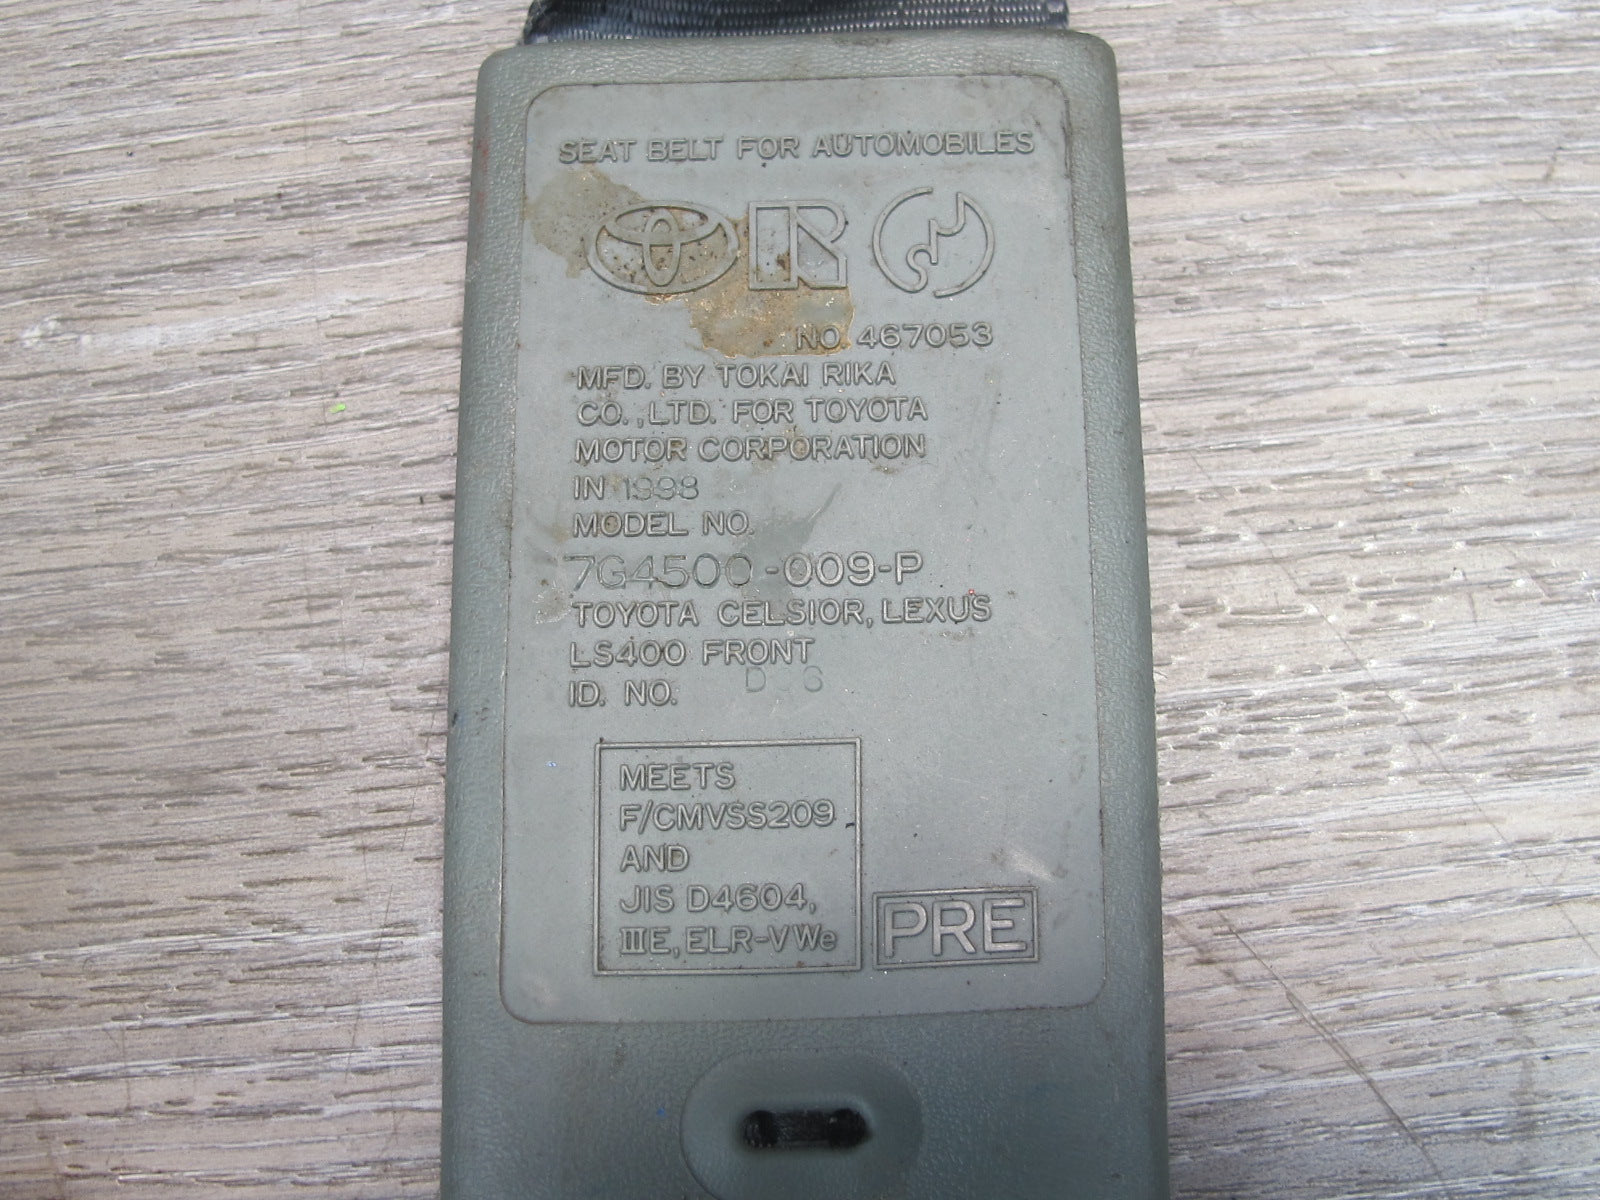 SEAT BELT FOR AUTOMOBILES
NO. 467053
MFD. BY TOKAI RIKA
CO., LTD. FOR TOYOTA
MOTOR CORPORATION
IN 1998
MODEL NO.
7G4500-009-P
TOYOTA CELSIOR, LEXUS
LS400 FRONT
ID. NO.
MEETS
F/CMVSS209
AND
JIS D4604,
IIIE, ELR-VWe
PRE